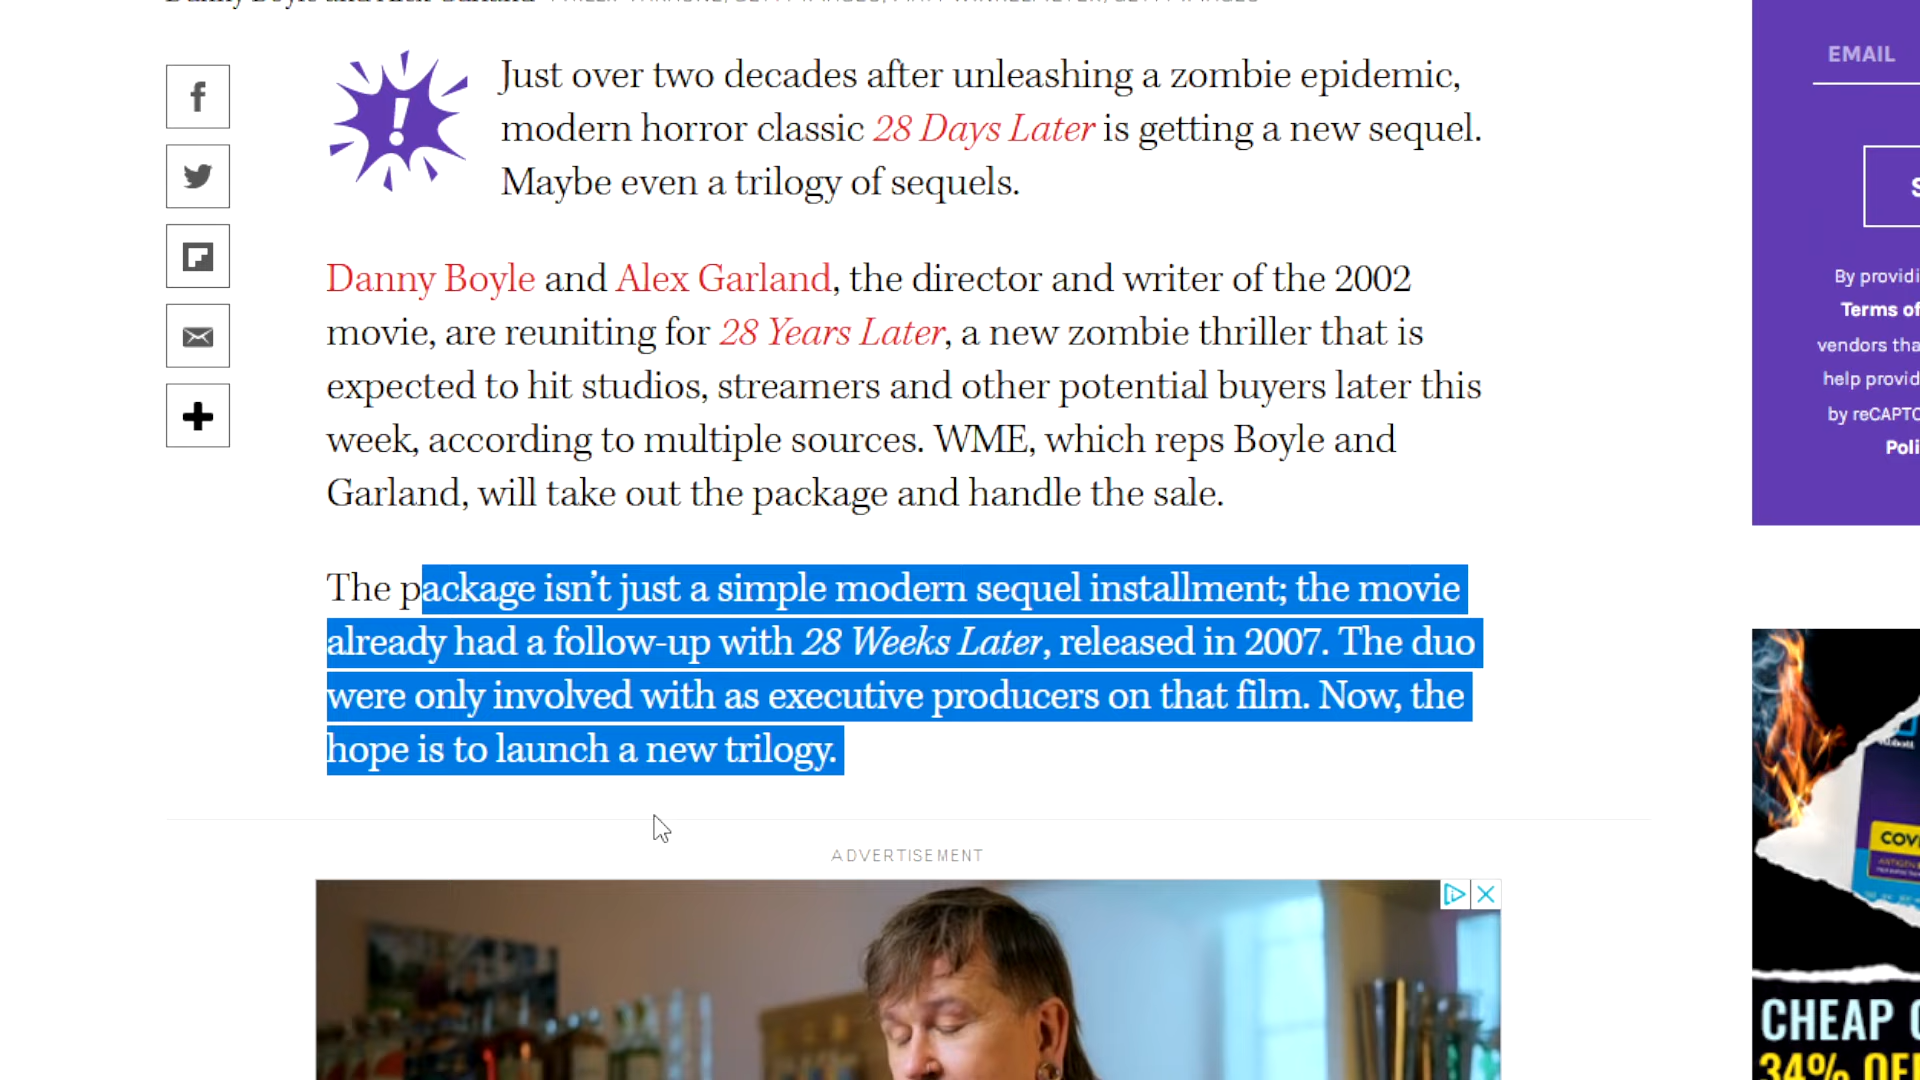 EMAIL
Just over two decades after unleashing a zombie epidemic,
modern horror classic 28 Days Later is getting a new sequel.
Maybe even a trilogy of sequels.
Danny Boyle and Alex Garland, the director and writer of the 2002
movie, are reuniting for 28 Years Later, a new zombie thriller that is
expected to hit studios, streamers and other potential buyers later this
week, according to multiple sources. WME, which reps Boyle and
Garland, will take out the package and handle the sale.
The package isn't just a simple modern sequel installment; the movie
already had a follow-up with 28 Weeks Later, released in 2007. The duo
were only involved with as executive producers on that film. Now, the
hope is to launch a new trilogy.
ADVERTISEMENT
By
Terms of
vendors
help
by
CHEAP
34%